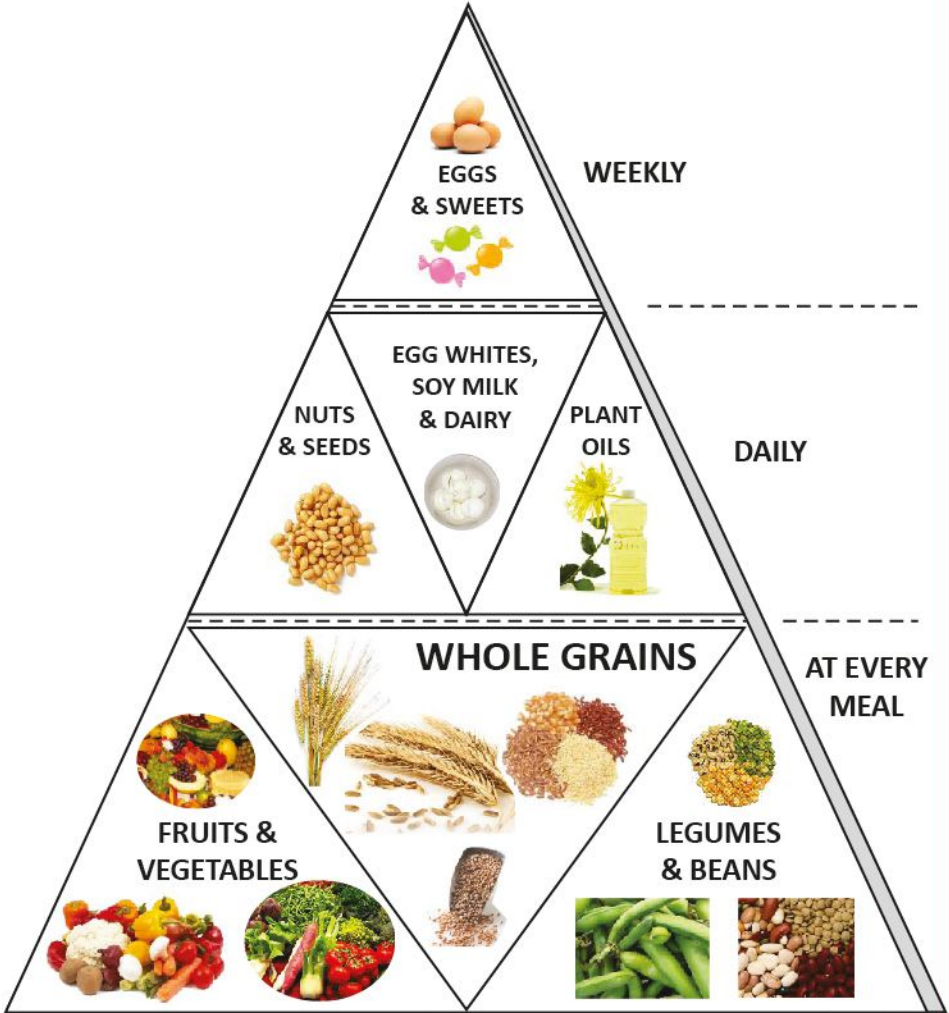 EGGS
& SWEETS
WEEKLY
EGG WHITES,
SOY MILK
& DAIRY
NUTS
& SEEDS
PLANT
OILS
DAILY
WHOLE GRAINS
AT EVERY
MEAL
FRUITS &
VEGETABLES
LEGUMES
& BEANS